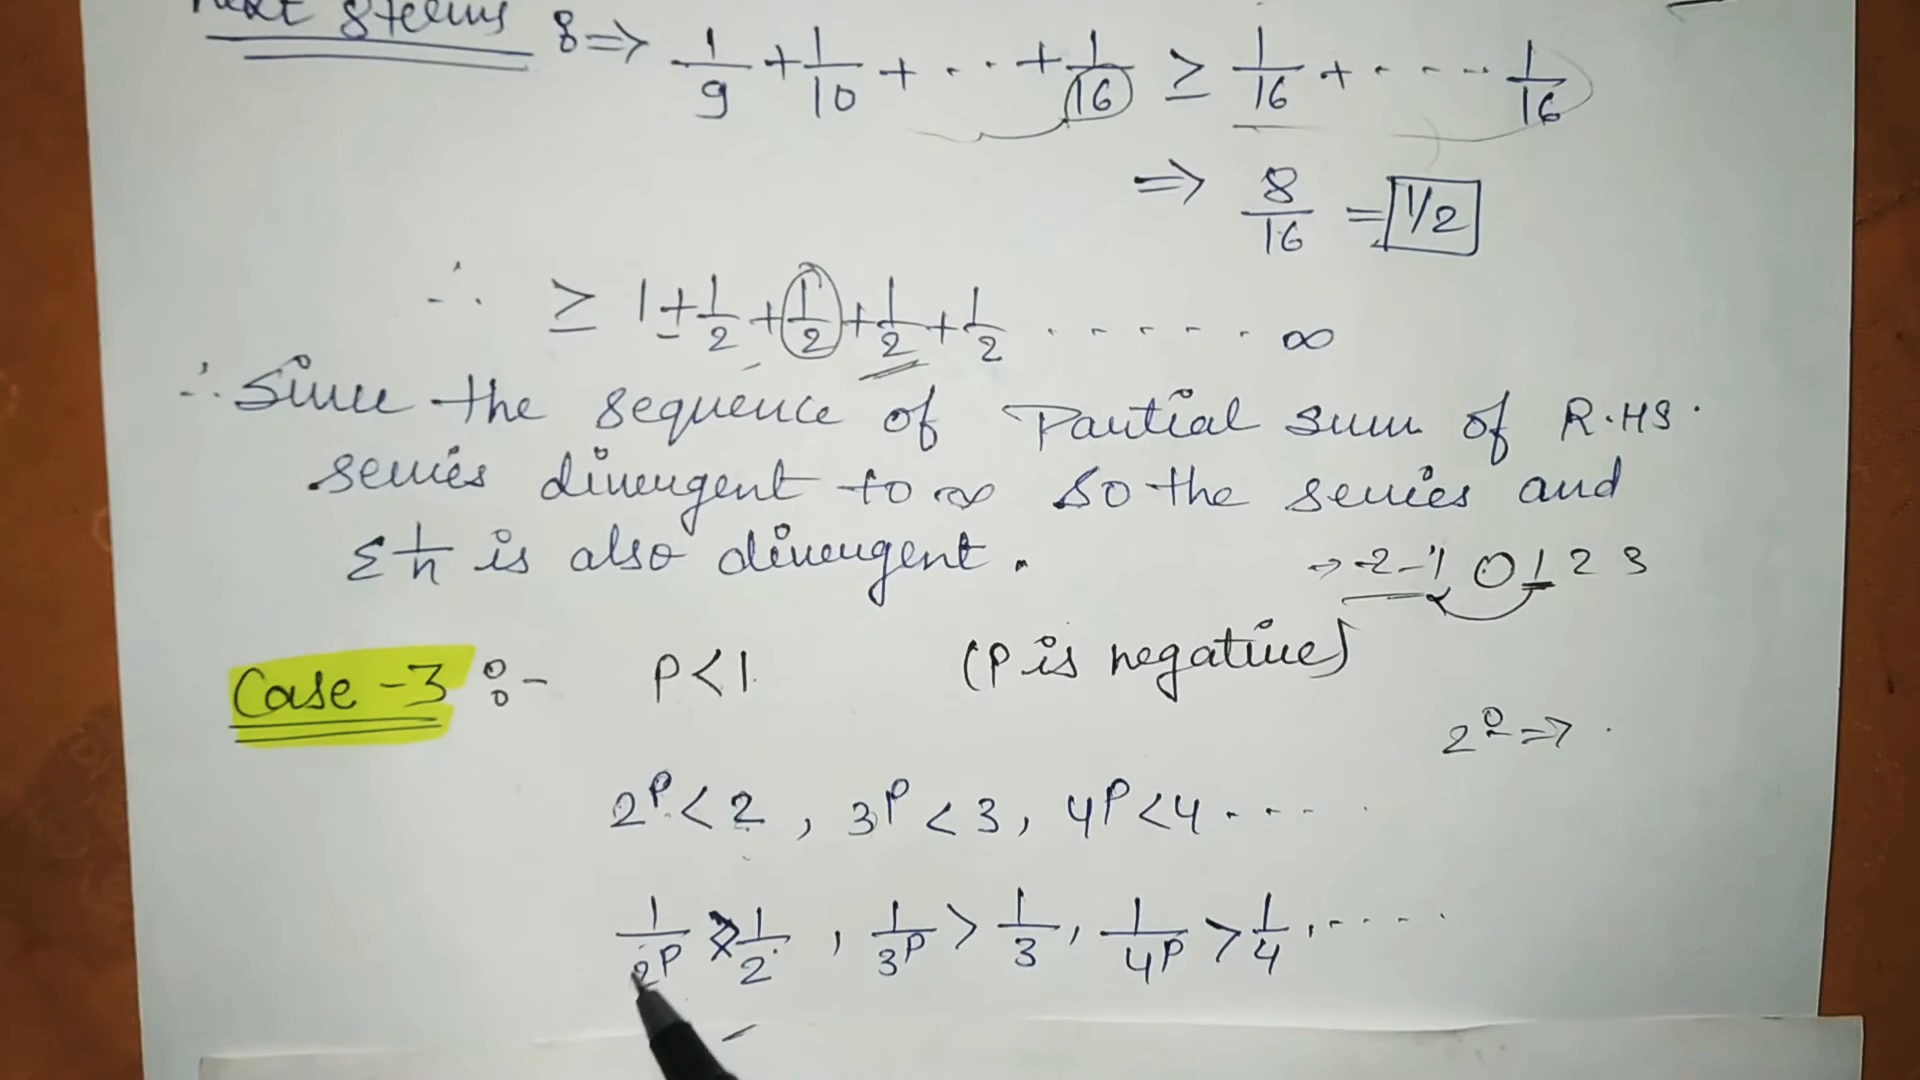 next 8 terms 8 ⇒ 1/9 + 1/10 + ... + 1/16 ≥ 1/16 + ..... 1/16
⇒ 8/16 = 1/2
∴ ≥ 1 + 1/2 + 1/2 + 1/2 + 1/2 ...... ∞
∴ Since the sequence of Partial sum of R.HS.
series divergent to ∞ so the series and
Σ 1/n is also divergent.
→ -2 -1 0 1 2 3
Case-3 :- P<1 (P is negative)
2^0 ⇒
2^P < 2, 3^P < 3, 4^P < 4 ....
1/2^P > 1/2, 1/3^P > 1/3, 1/4^P > 1/4, .....